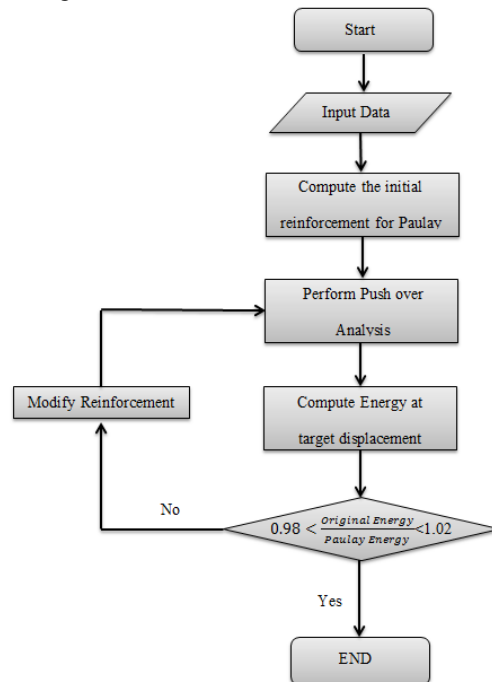 Start
Input Data
Compute the initial
reinforcement for Paulay
Perform Push over
Analysis
Modify Reinforcement
Compute Energy at
target displacement
No
0.98 < Original Energy / Paulay Energy <1.02
Yes
END